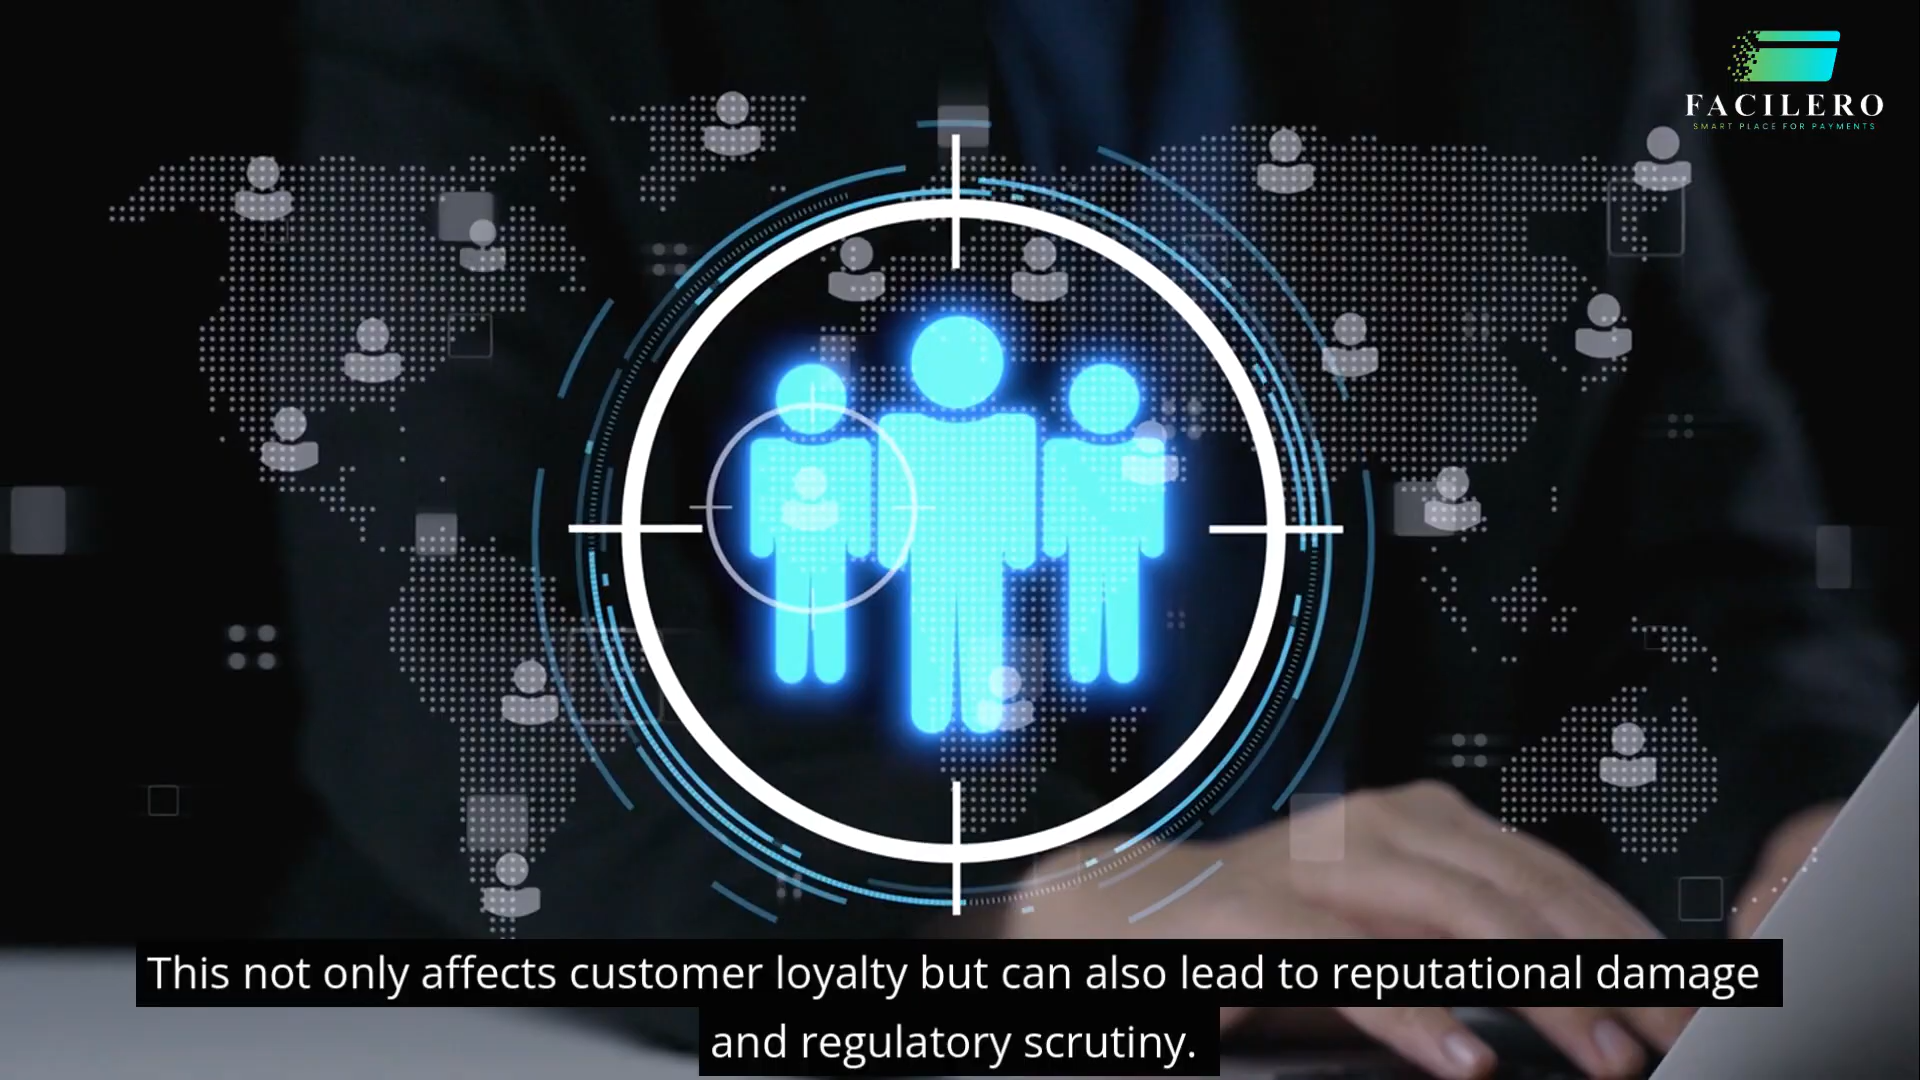 FACILERO
SMART PLACE FOR PAYMENTS
This not only affects customer loyalty but can also lead to reputational damage
and regulatory scrutiny.